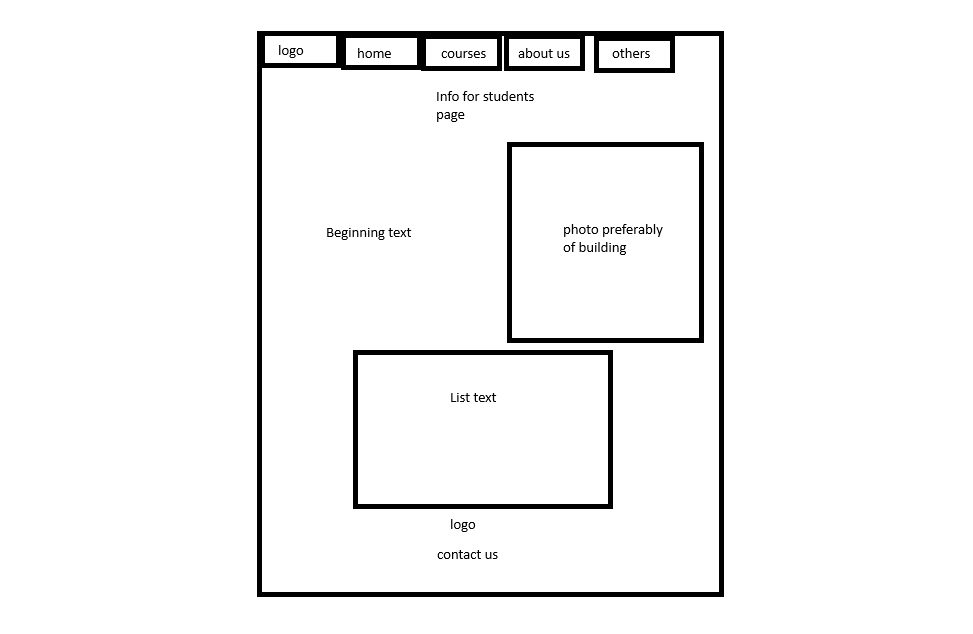 logo
home
courses
about us
others
Info for students
page
Beginning text
photo preferably
of building
List text
logo
contact us